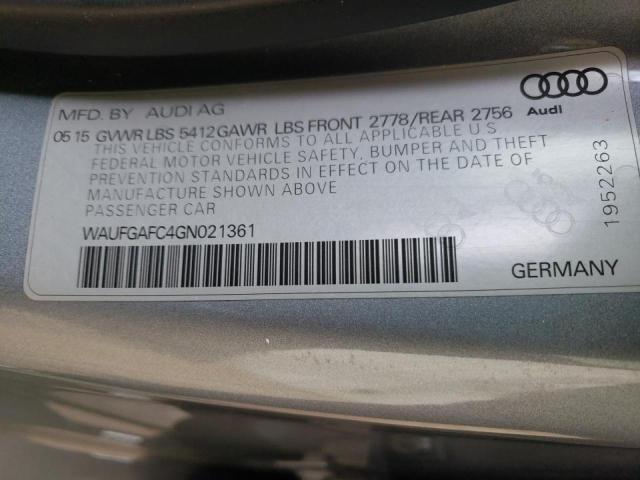 MFD. BY AUDI AG
05 15 GVWR LBS 5412 GAWR LBS FRONT 2778/REAR 2756
THIS VEHICLE CONFORMS TO ALL APPLICABLE U S
FEDERAL MOTOR VEHICLE SAFETY, BUMPER AND THEFT
PREVENTION STANDARDS IN EFFECT ON THE DATE OF
MANUFACTURE SHOWN ABOVE
PASSENGER CAR
WAUFGAFC4GN021361
Audi
1952263
GERMANY